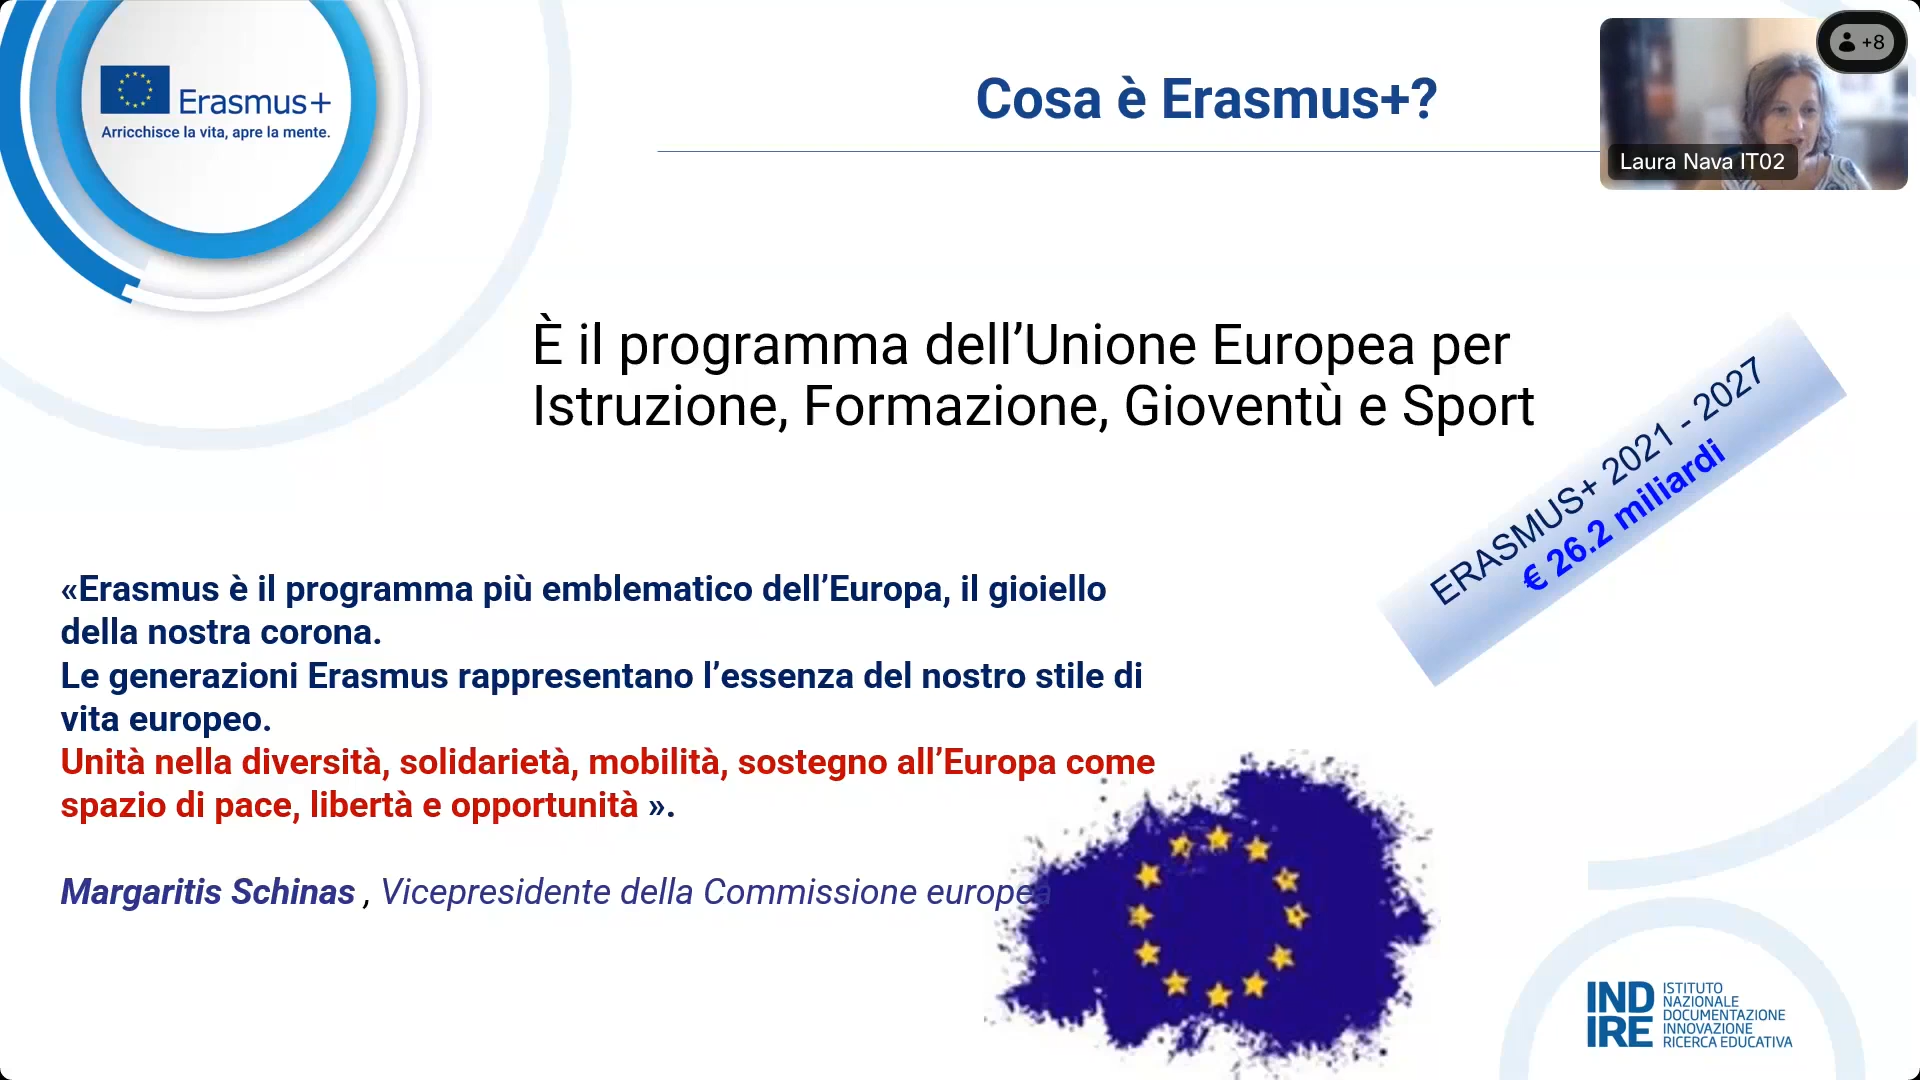 Erasmus+
Arricchisce la vita, apre la mente.
Cosa è Erasmus+?
+8
Laura Nava IT02
È il programma dell’Unione Europea per
Istruzione, Formazione, Gioventù e Sport
ERASMUS+ 2021 - 2027
€ 26.2 miliardi
«Erasmus è il programma più emblematico dell’Europa, il gioiello
della nostra corona.
Le generazioni Erasmus rappresentano l’essenza del nostro stile di
vita europeo.
Unità nella diversità, solidarietà, mobilità, sostegno all’Europa come
spazio di pace, libertà e opportunità ».
Margaritis Schinas , Vicepresidente della Commissione europea
IND
IRE
ISTITUTO
NAZIONALE
DOCUMENTAZIONE
INNOVAZIONE
RICERCA EDUCATIVA